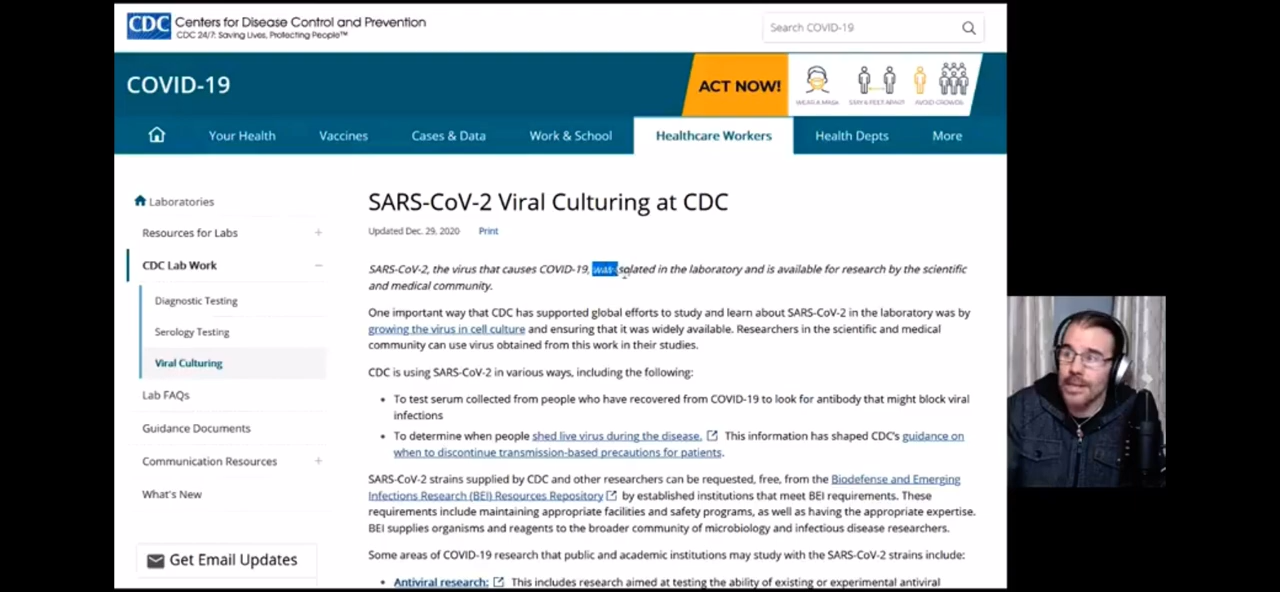 CDC Centers for Disease Control and Prevention
CDC 24/7: Saving Lives, Protecting People™
Search COVID-19
COVID-19
ACT NOW!
WEAR A MASK STAY 6 FEET APART AVOID CROWDS
Your Health Vaccines Cases & Data Work & School Healthcare Workers Health Depts More
Laboratories
Resources for Labs +
CDC Lab Work −
Diagnostic Testing
Serology Testing
Viral Culturing
Lab FAQs
Guidance Documents
Communication Resources +
What's New
Get Email Updates
SARS-CoV-2 Viral Culturing at CDC
Updated Dec. 29, 2020 Print
SARS-CoV-2, the virus that causes COVID-19, was isolated in the laboratory and is available for research by the scientific
and medical community.
One important way that CDC has supported global efforts to study and learn about SARS-CoV-2 in the laboratory was by
growing the virus in cell culture and ensuring that it was widely available. Researchers in the scientific and medical
community can use virus obtained from this work in their studies.
CDC is using SARS-CoV-2 in various ways, including the following:
• To test serum collected from people who have recovered from COVID-19 to look for antibody that might block viral
infections
• To determine when people shed live virus during the disease. This information has shaped CDC's guidance on
when to discontinue transmission-based precautions for patients.
SARS-CoV-2 strains supplied by CDC and other researchers can be requested, free, from the Biodefense and Emerging
Infections Research (BEI) Resources Repository by established institutions that meet BEI requirements. These
requirements include maintaining appropriate facilities and safety programs, as well as having the appropriate expertise.
BEI supplies organisms and reagents to the broader community of microbiology and infectious disease researchers.
Some areas of COVID-19 research that public and academic institutions may study with the SARS-CoV-2 strains include:
• Antiviral research: This includes research aimed at testing the ability of existing or experimental antiviral